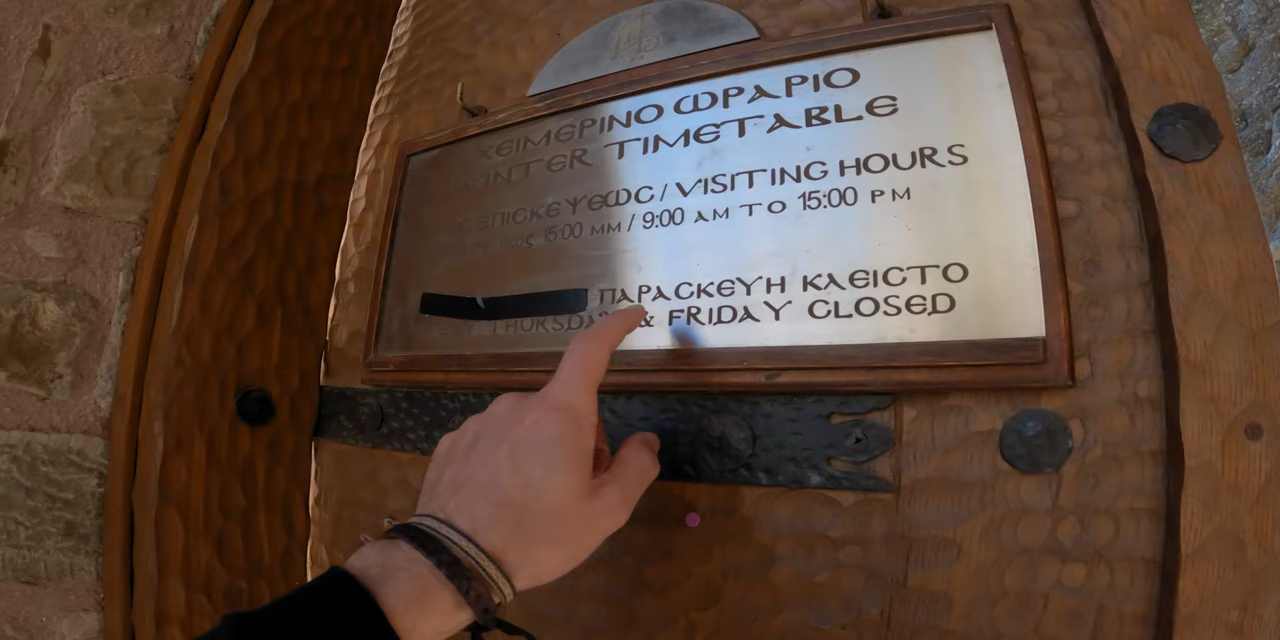 ΧΕΙΜΕΡΙΝΟ ΩΡΑΡΙΟ
WINTER TIMETABLE
ΕΠΙΣΚΕΨΕΩΣ / VISITING HOURS
15:00 ΜΜ / 9:00 AM TO 15:00 PM
ΠΑΡΑΣΚΕΥΗ ΚΛΕΙΣΤΟ
THURSDAY & FRIDAY CLOSED